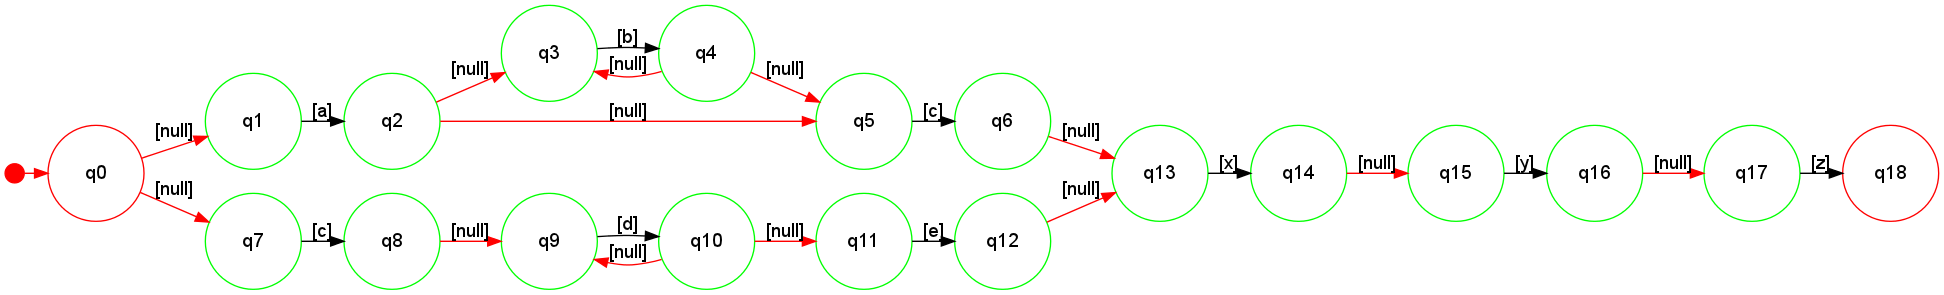 q0
[null]
q1
[a]
q2
[null]
q3
[b]
q4
[null]
[null]
[null]
q5
[c]
q6
[null]
[null]
q7
[c]
q8
[null]
q9
[d]
q10
[null]
[null]
q11
[e]
q12
[null]
q13
[x]
q14
[null]
q15
[y]
q16
[null]
q17
[z]
q18